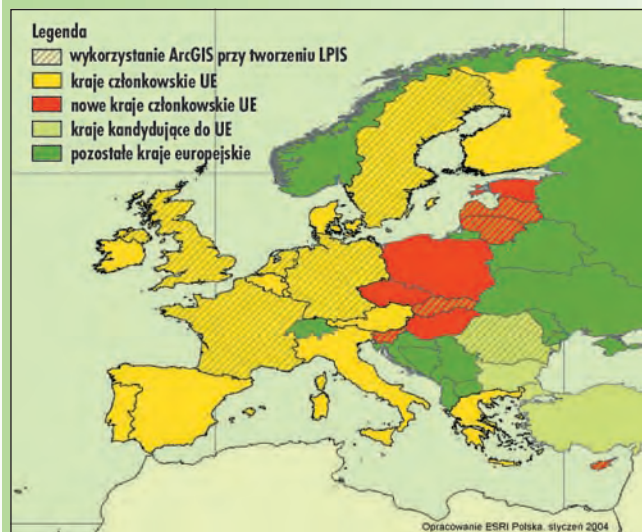 Legenda
wykorzystanie ArcGIS przy tworzeniu LPIS
kraje członkowskie UE
nowe kraje członkowskie UE
kraje kandydujące do UE
pozostałe kraje europejskie
Opracowanie ESRI Polska, styczeń 2004